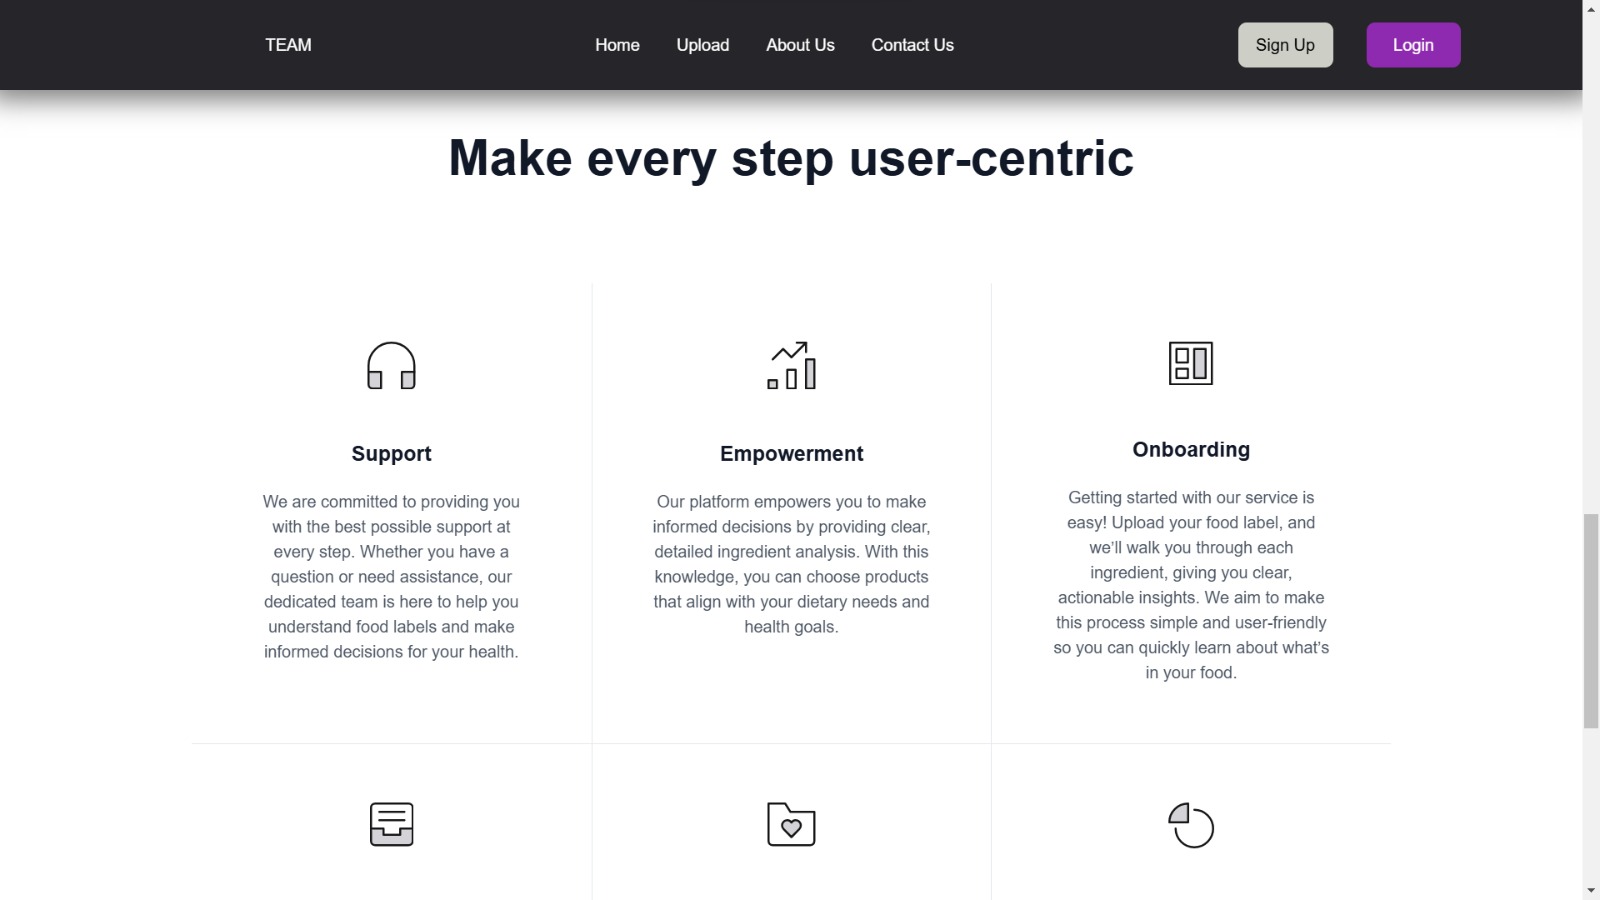 TEAM
Home
Upload
About Us
Contact Us
Sign Up
Login
Make every step user-centric
Support
We are committed to providing you
with the best possible support at
every step. Whether you have a
question or need assistance, our
dedicated team is here to help you
understand food labels and make
informed decisions for your health.
Empowerment
Our platform empowers you to make
informed decisions by providing clear,
detailed ingredient analysis. With this
knowledge, you can choose products
that align with your dietary needs and
health goals.
Onboarding
Getting started with our service is
easy! Upload your food label, and
we'll walk you through each
ingredient, giving you clear,
actionable insights. We aim to make
this process simple and user-friendly
so you can quickly learn about what's
in your food.